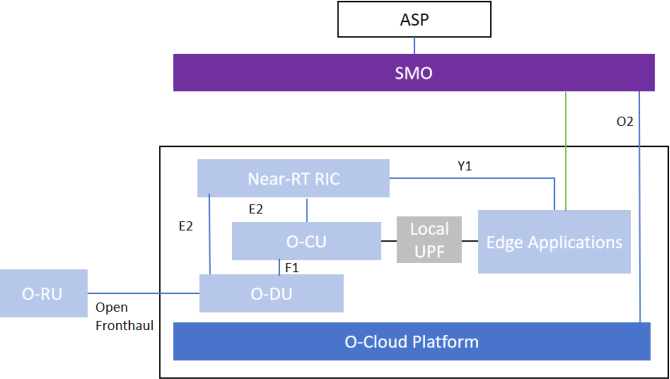 ASP
SMO
O2
Near-RT RIC
Y1
E2
E2
O-CU
Local
UPF
Edge Applications
F1
O-RU
O-DU
Open
Fronthaul
O-Cloud Platform